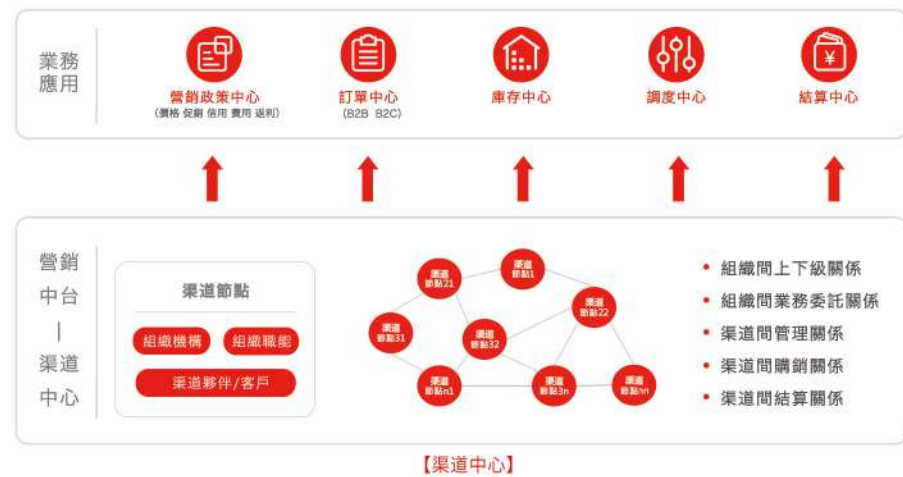 業務
應用
營銷政策中心
(價格 促銷 信用 費用 返利)
訂單中心
(B2B B2C)
庫存中心
調度中心
結算中心
¥
營銷
中台
|
渠道
中心
渠道節點
組織機構
組織職能
渠道夥伴/客戶
渠道
節點21
渠道
節點1
渠道
節點22
渠道
節點31
渠道
節點32
渠道
節點n1
渠道
節點3n
渠道
節點nn
• 組織間上下級關係
• 組織間業務委託關係
• 渠道間管理關係
• 渠道間購銷關係
• 渠道間結算關係
【渠道中心】